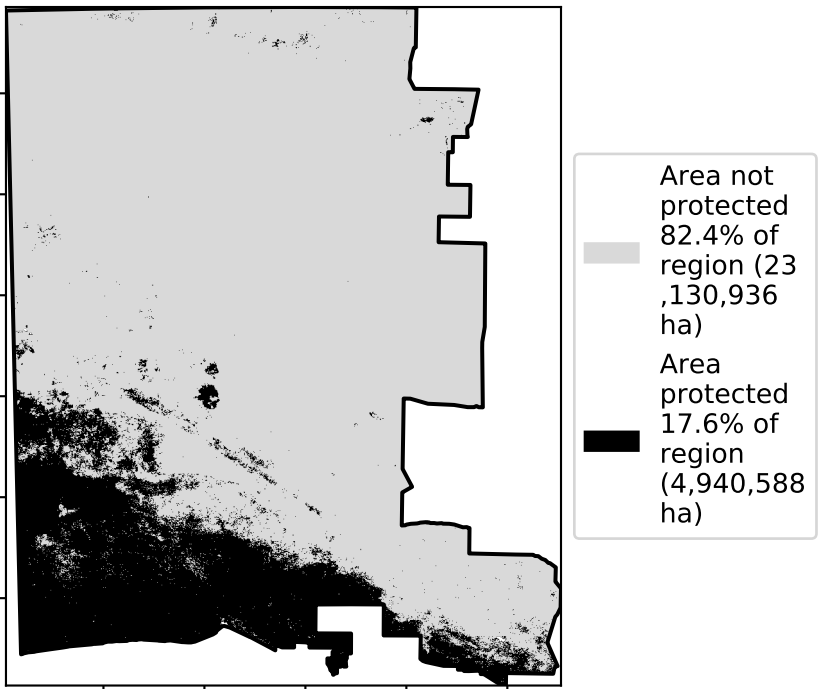 Area not
protected
82.4% of
region (23
,130,936
ha)
Area
protected
17.6% of
region
(4,940,588
ha)